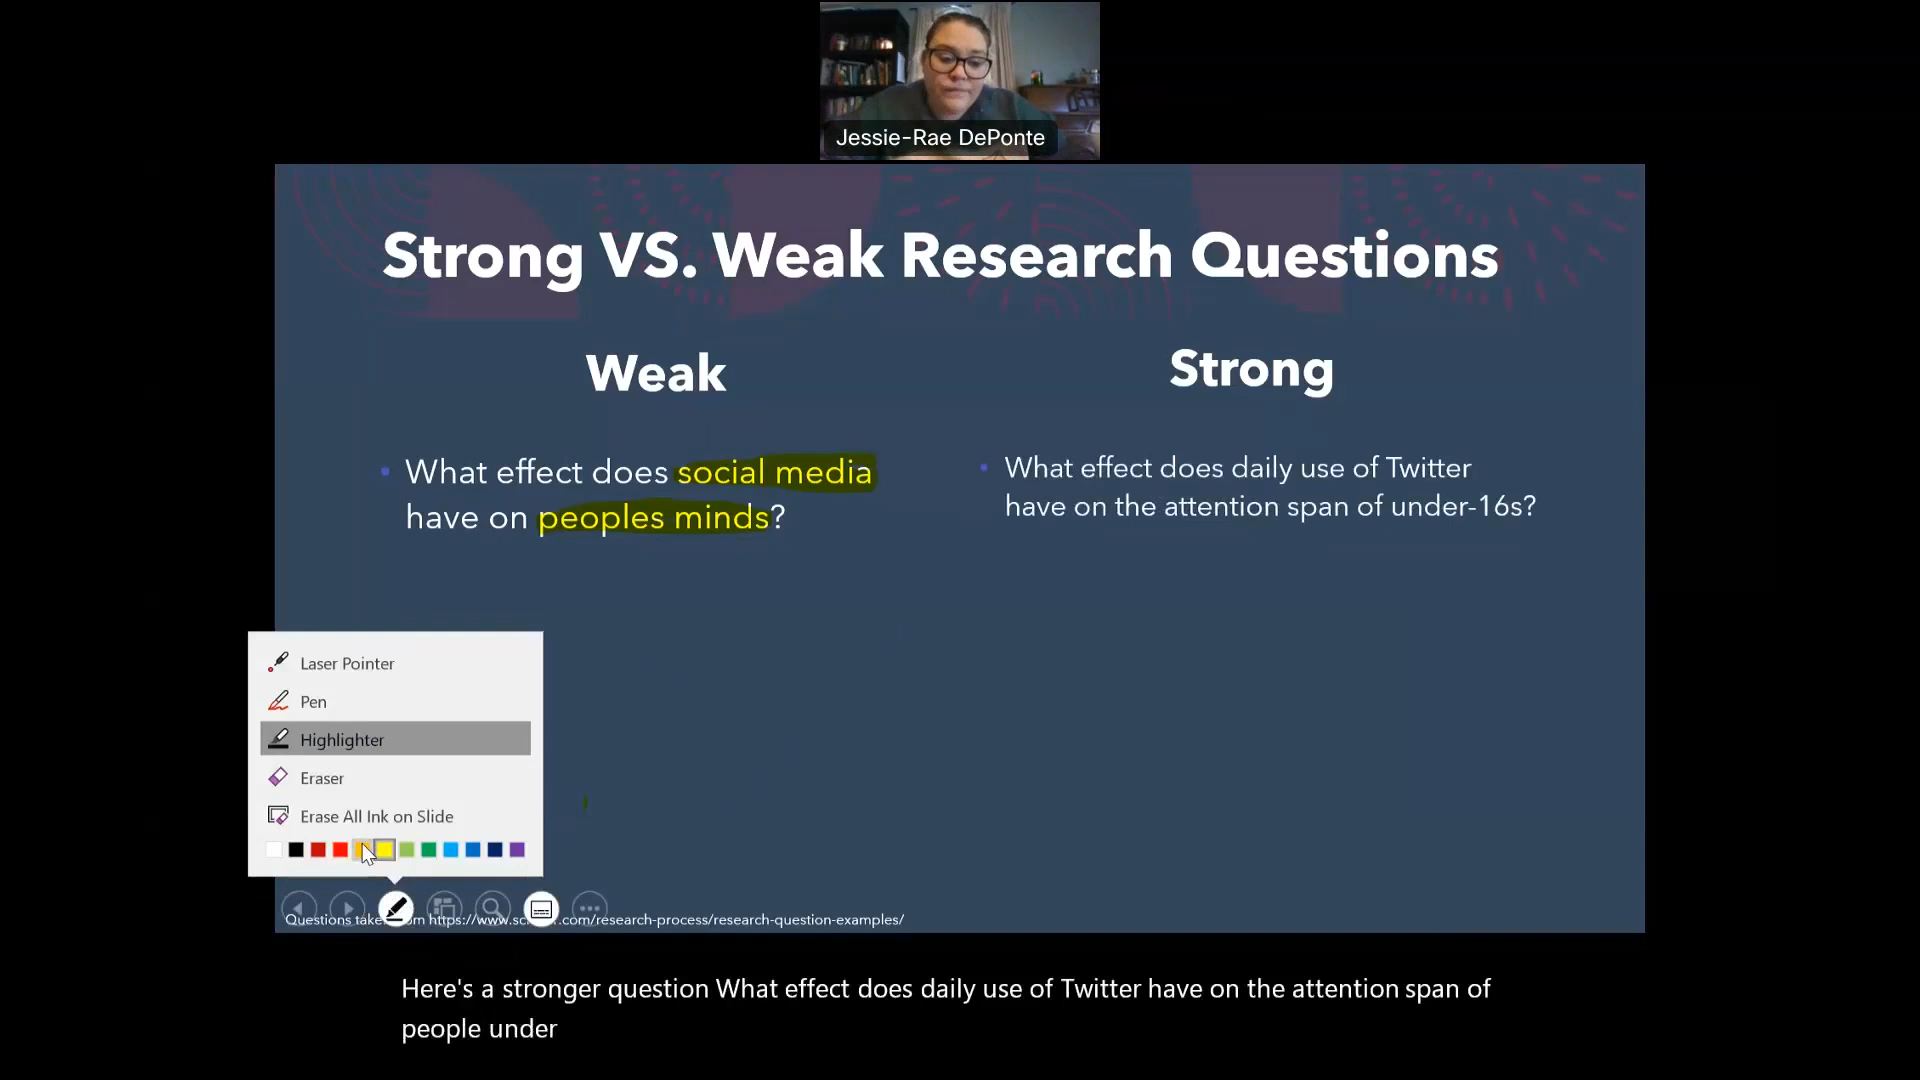 Jessie-Rae DePonte
Strong VS. Weak Research Questions
Weak
What effect does social media
have on peoples minds?
Strong
What effect does daily use of Twitter
have on the attention span of under-16s?
Laser Pointer
Pen
Highlighter
Eraser
Erase All Ink on Slide
Questions https://www. .com/research-process/research-question-examples/
Here's a stronger question What effect does daily use of Twitter have on the attention span of
people under